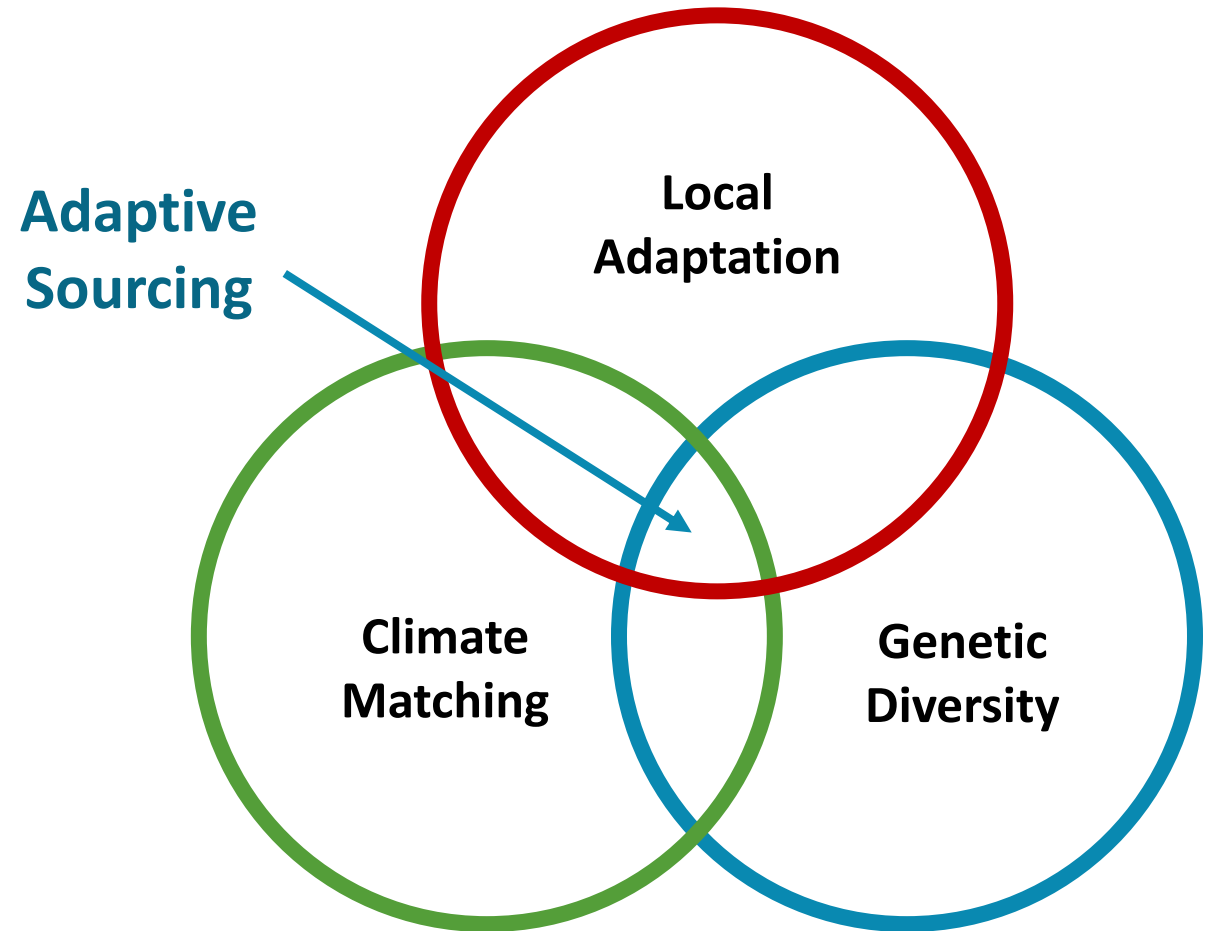 Adaptive
Sourcing
Local
Adaptation
Climate
Matching
Genetic
Diversity